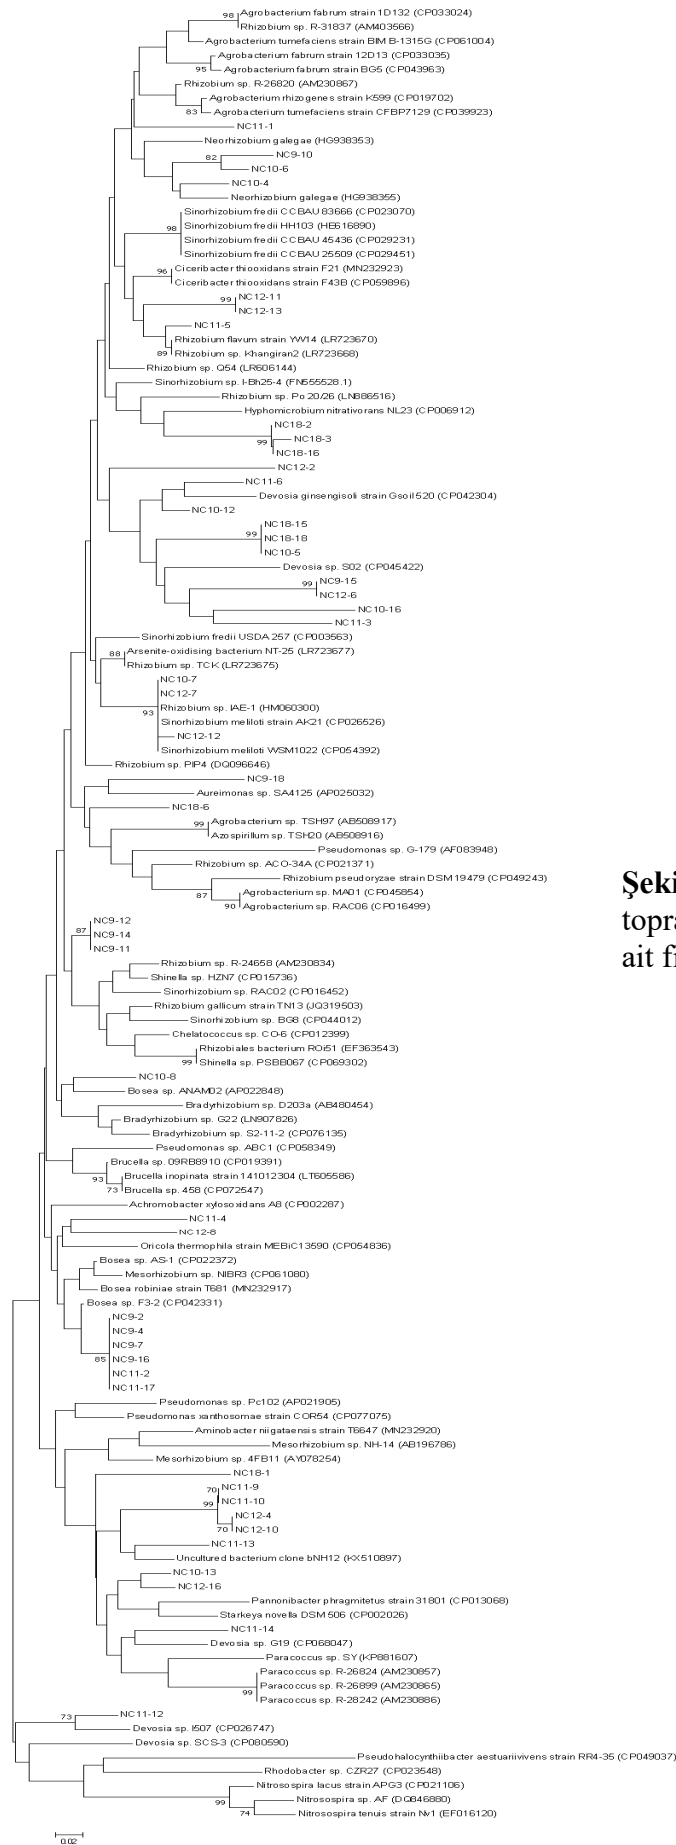 98
Agrobacterium fabrum strain 1D132 (CP033024)
Rhizobium sp. R-31837 (AM403566)
Agrobacterium tumefaciens strain BIM B-1315G (CP061004)
Agrobacterium fabrum strain 12D13 (CP033035)
95
Agrobacterium fabrum strain BG5 (CP043963)
Rhizobium sp. R-26820 (AM230867)
Agrobacterium rhizogenes strain K599 (CP019702)
83
Agrobacterium tumefaciens strain CFBP7129 (CP039923)
NC11-1
Neorhizobium galegae (HG938353)
82
NC9-10
NC10-6
NC10-4
Neorhizobium galegae (HG938355)
Sinorhizobium fredii CCBAU 83666 (CP023070)
98
Sinorhizobium fredii HH103 (HE616890)
Sinorhizobium fredii CCBAU 45436 (CP029231)
Sinorhizobium fredii CCBAU 25509 (CP029451)
96
Ciceribacter thiooxidans strain F21 (MN232923)
Ciceribacter thiooxidans strain F43B (CP059896)
99
NC12-11
NC12-13
NC11-5
Rhizobium flavum strain YW14 (LR723670)
89
Rhizobium sp. Khangiran2 (LR723668)
Rhizobium sp. Q54 (LR606144)
Sinorhizobium sp. I-Bh25-4 (FN555528.1)
Rhizobium sp. Po 20/26 (LN886516)
Hyphomicrobium nitrativorans NL23 (CP006912)
NC18-2
99
NC18-3
NC18-16
NC12-2
NC11-6
Devosia ginsengisoli strain Gsoil 520 (CP042304)
NC10-12
NC18-15
99
NC18-18
NC10-5
Devosia sp. S02 (CP045422)
99
NC9-15
NC12-6
NC10-16
NC11-3
Sinorhizobium fredii USDA 257 (CP003563)
88
Arsenite-oxidising bacterium NT-25 (LR723677)
Rhizobium sp. TCK (LR723675)
NC10-7
NC12-7
93
Rhizobium sp. IAE-1 (HM060300)
Sinorhizobium meliloti strain AK21 (CP026526)
NC12-12
Sinorhizobium meliloti WSM1022 (CP054392)
Rhizobium sp. PIP4 (DQ096646)
NC9-18
Aureimonas sp. SA4125 (AP025032)
NC18-6
99
Agrobacterium sp. TSH97 (AB508917)
Azospirillum sp. TSH20 (AB508916)
Pseudomonas sp. G-179 (AF083948)
Rhizobium sp. ACO-34A (CP021371)
Rhizobium pseudoryzae strain DSM 19479 (CP049243)
87
Agrobacterium sp. MA01 (CP045854)
90
Agrobacterium sp. RAC06 (CP016499)
Şeki
topra
ait fi
NC9-12
87
NC9-14
NC9-11
Rhizobium sp. R-24658 (AM230834)
Shinella sp. HZN7 (CP015736)
Sinorhizobium sp. RAC02 (CP016452)
Rhizobium gallicum strain TN13 (JQ319503)
Sinorhizobium sp. BG8 (CP044012)
Chelatococcus sp. CO-6 (CP012399)
Rhizobiales bacterium ROi51 (EF363543)
99
Shinella sp. PSBB067 (CP069302)
NC10-8
Bosea sp. ANAM02 (AP022848)
Bradyrhizobium sp. D203a (AB480454)
Bradyrhizobium sp. G22 (LN907826)
Bradyrhizobium sp. S2-11-2 (CP076135)
Pseudomonas sp. ABC1 (CP058349)
Brucella sp. 09RB8910 (CP019391)
93
Brucella inopinata strain 141012304 (LT605586)
73
Brucella sp. 458 (CP072547)
Achromobacter xylosoxidans A8 (CP002287)
NC11-4
NC12-8
Oricola thermophila strain MEBiC13590 (CP054836)
Bosea sp. AS-1 (CP022372)
Mesorhizobium sp. NIBR3 (CP061080)
Bosea robiniae strain T681 (MN232917)
Bosea sp. F3-2 (CP042331)
NC9-2
NC9-4
NC9-7
85
NC9-16
NC11-2
NC11-17
Pseudomonas sp. Pc102 (AP021905)
Pseudomonas xanthosomae strain COR54 (CP077075)
Aminobacter niigataensis strain T6647 (MN232920)
Mesorhizobium sp. NH-14 (AB196786)
Mesorhizobium sp. 4FB11 (AY078254)
NC18-1
70
NC11-9
99
NC11-10
NC12-4
70
NC12-10
NC11-13
Uncultured bacterium clone bNH12 (KX510897)
NC10-13
NC12-16
Pannonibacter phragmitetus strain 31801 (CP013068)
Starkeya novella DSM 506 (CP002026)
NC11-14
Devosia sp. G19 (CP068047)
Paracoccus sp. SY (KP881607)
Paracoccus sp. R-26824 (AM230857)
99
Paracoccus sp. R-26899 (AM230865)
Paracoccus sp. R-28242 (AM230886)
73
NC11-12
Devosia sp. I507 (CP026747)
Devosia sp. SCS-3 (CP080590)
Pseudohalocynthiibacter aestuariivivens strain RR4-35 (CP049037)
Rhodobacter sp. CZR27 (CP023548)
Nitrosospira lacus strain APG3 (CP021106)
99
Nitrosospira sp. AF (DQ846880)
74
Nitrosospira tenuis strain Nv1 (EF016120)
0.02